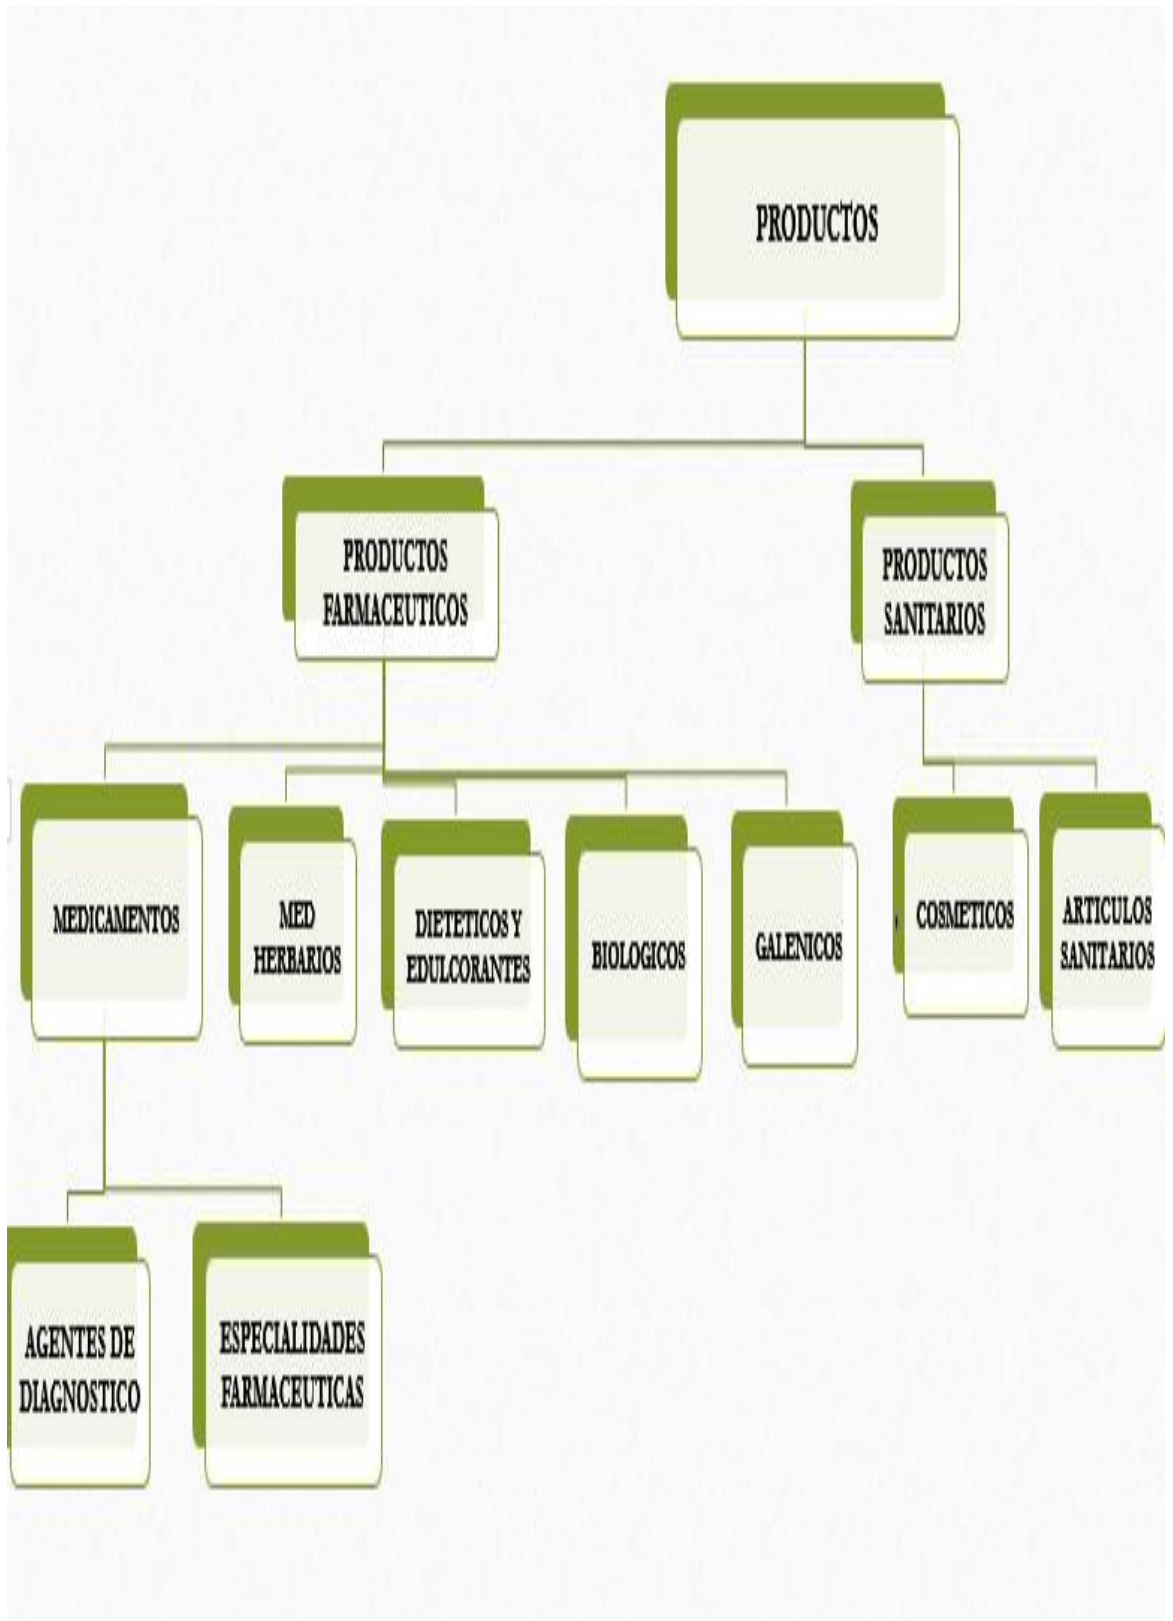 PRODUCTOS
PRODUCTOS
FARMACEUTICOS
PRODUCTOS
SANITARIOS
MEDICAMENTOS
MED
HERBARIOS
DIETETICOS Y
EDULCORANTES
BIOLOGICOS
GALENICOS
COSMETICOS
ARTICULOS
SANITARIOS
AGENTES DE
DIAGNOSTICO
ESPECIALIDADES
FARMACEUTICAS